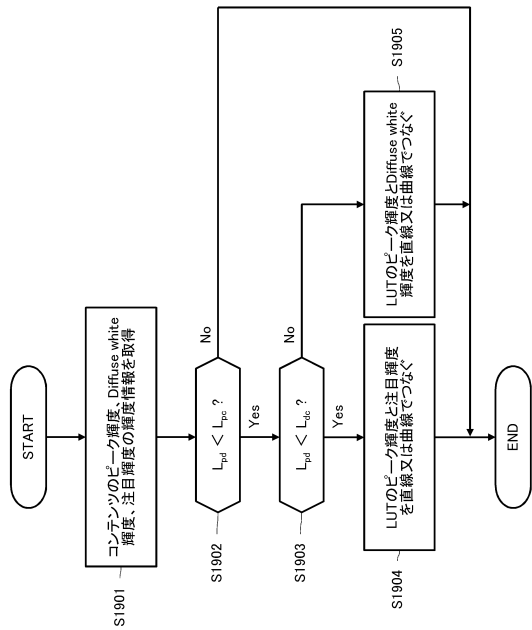 START
コンテンツのピーク輝度、Diffuse white
輝度、注目輝度の輝度情報を取得
S1901
Lpd < Lpc ?
No
Yes
S1902
Lpd < Ldc ?
No
Yes
S1903
LUTのピーク輝度と注目輝度
を直線又は曲線でつなぐ
S1904
LUTのピーク輝度とDiffuse white
輝度を直線又は曲線でつなぐ
S1905
END